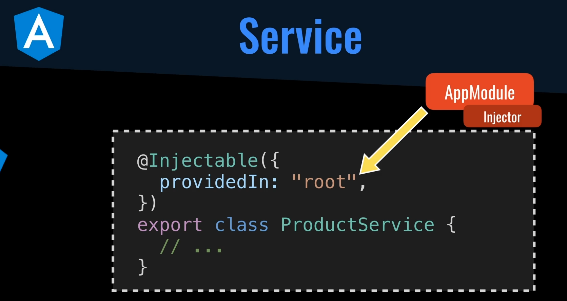 A
Service
AppModule
Injector
@Injectable({
  providedIn: "root",
})
export class ProductService {
  // ...
}